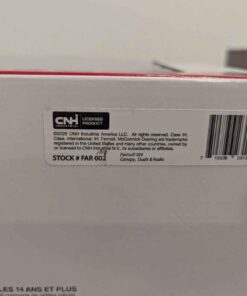 CNH
LICENSED
PRODUCT
©2025 CNH Industrial America LLC. All rights reserved. Case IH,
Case, International, IH, Farmall, McCormick-Deering are trademarks
registered in the United States and many other countries, owned by
or licensed to CNH Industrial N.V., its subsidiaries or affiliates.
STOCK # FAR 002
Farmall 504
Canopy, Duals & Radio
LES 14 ANS ET PLUS